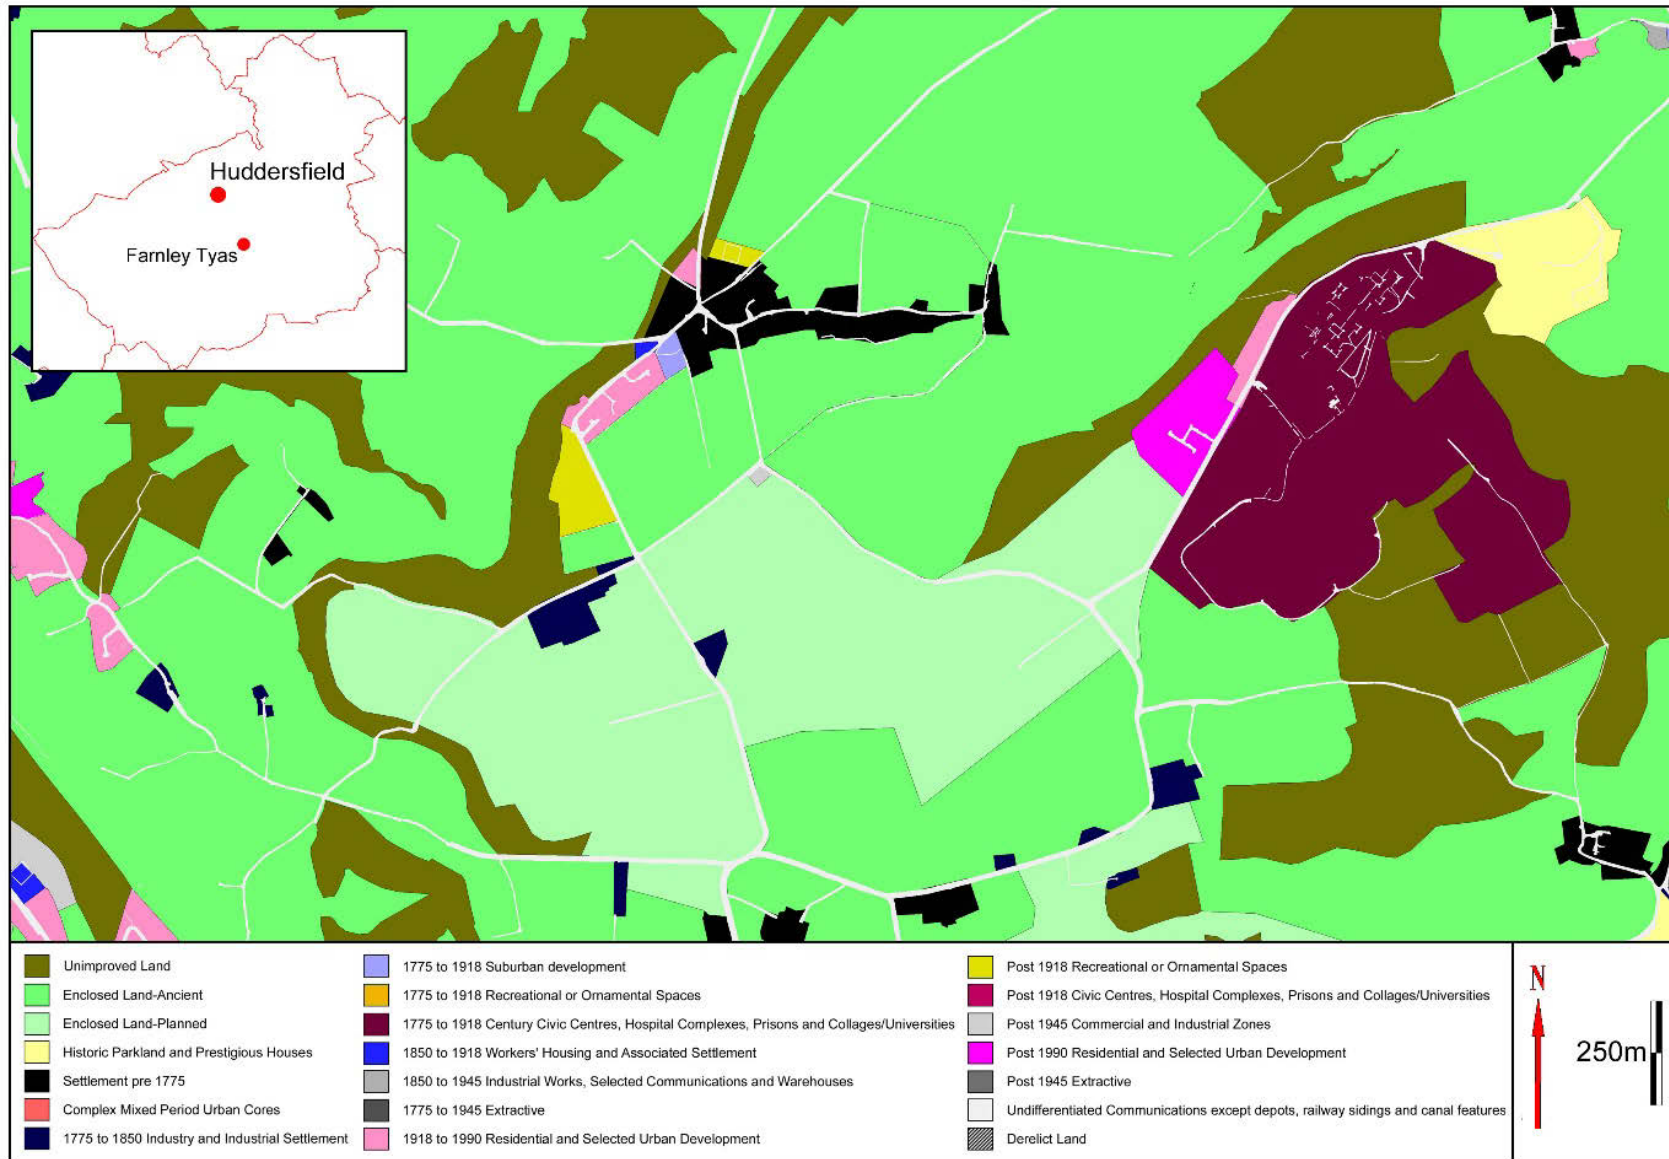 Huddersfield
Farnley Tyas
Unimproved Land
Enclosed Land-Ancient
Enclosed Land-Planned
Historic Parkland and Prestigious Houses
Settlement pre 1775
Complex Mixed Period Urban Cores
1775 to 1850 Industry and Industrial Settlement
1775 to 1918 Suburban development
1775 to 1918 Recreational or Ornamental Spaces
1775 to 1918 Century Civic Centres, Hospital Complexes, Prisons and Collages/Universities
1850 to 1918 Workers' Housing and Associated Settlement
1850 to 1945 Industrial Works, Selected Communications and Warehouses
1775 to 1945 Extractive
1918 to 1990 Residential and Selected Urban Development
Post 1918 Recreational or Ornamental Spaces
Post 1918 Civic Centres, Hospital Complexes, Prisons and Collages/Universities
Post 1945 Commercial and Industrial Zones
Post 1990 Residential and Selected Urban Development
Post 1945 Extractive
Undifferentiated Communications except depots, railway sidings and canal features
Derelict Land
N
250m